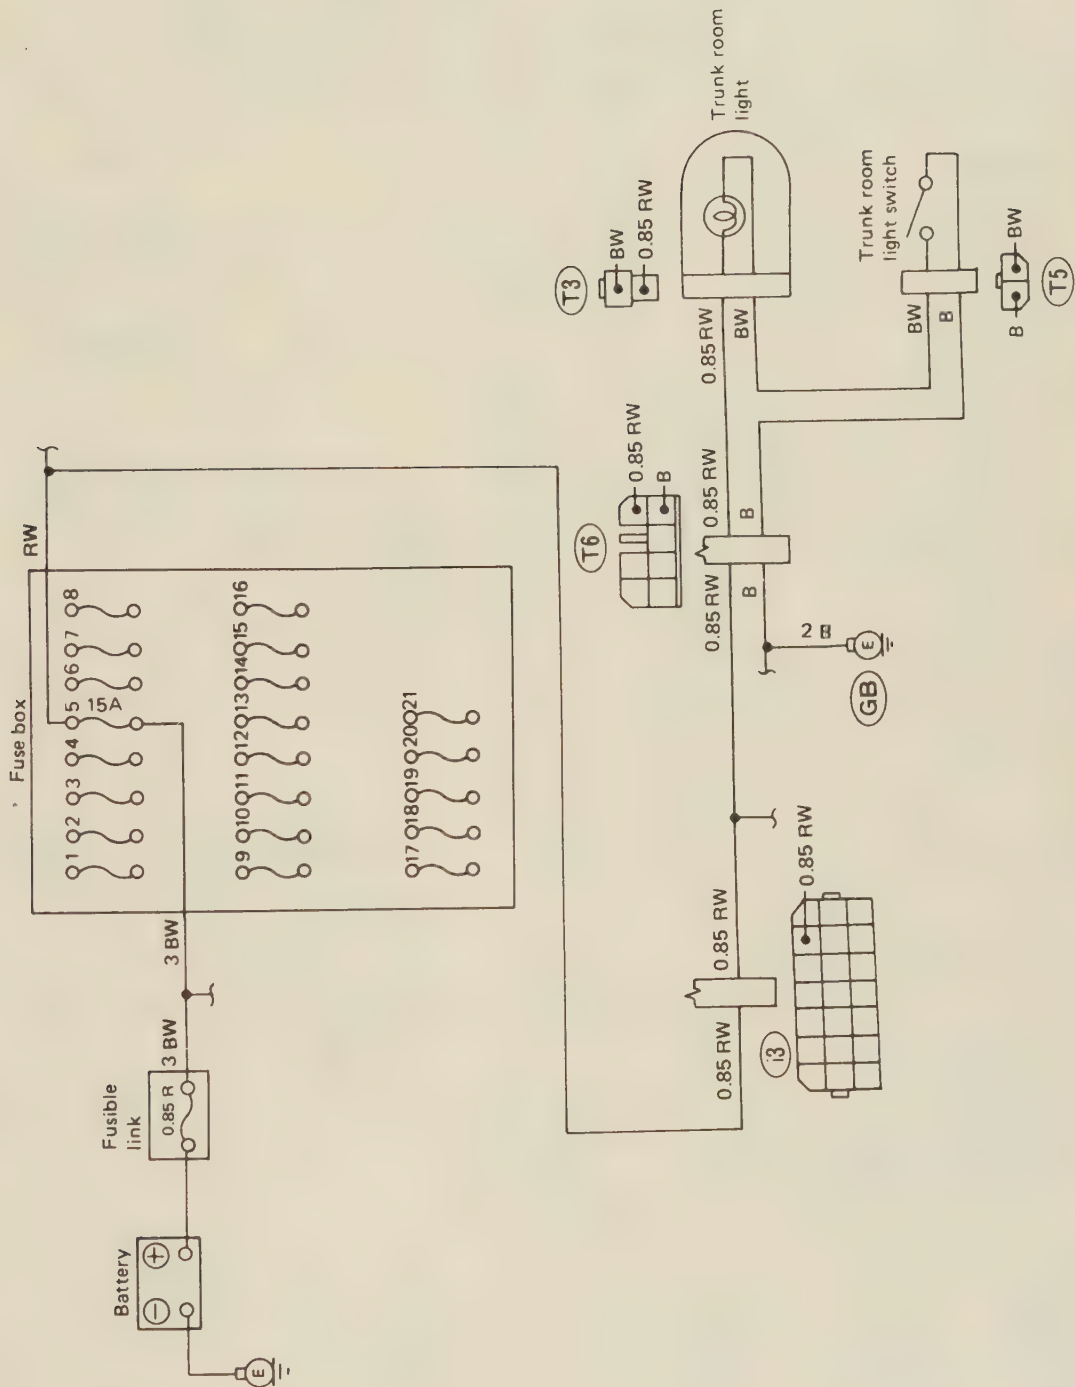 Fuse box
RW
1
2
3
4
5
6
7
8
15A
9
10
11
12
13
14
15
16
17
18
19
20
21
3 BW
3 BW
Fusible
link
0.85 R
Battery
E
T3
BW
0.85 RW
Trunk room
light
0.85 RW
BW
Trunk room
light switch
BW
B
B
BW
T5
T6
0.85 RW
B
0.85 RW
B
0.85 RW
B
2 B
E
GB
0.85 RW
0.85 RW
i3
0.85 RW